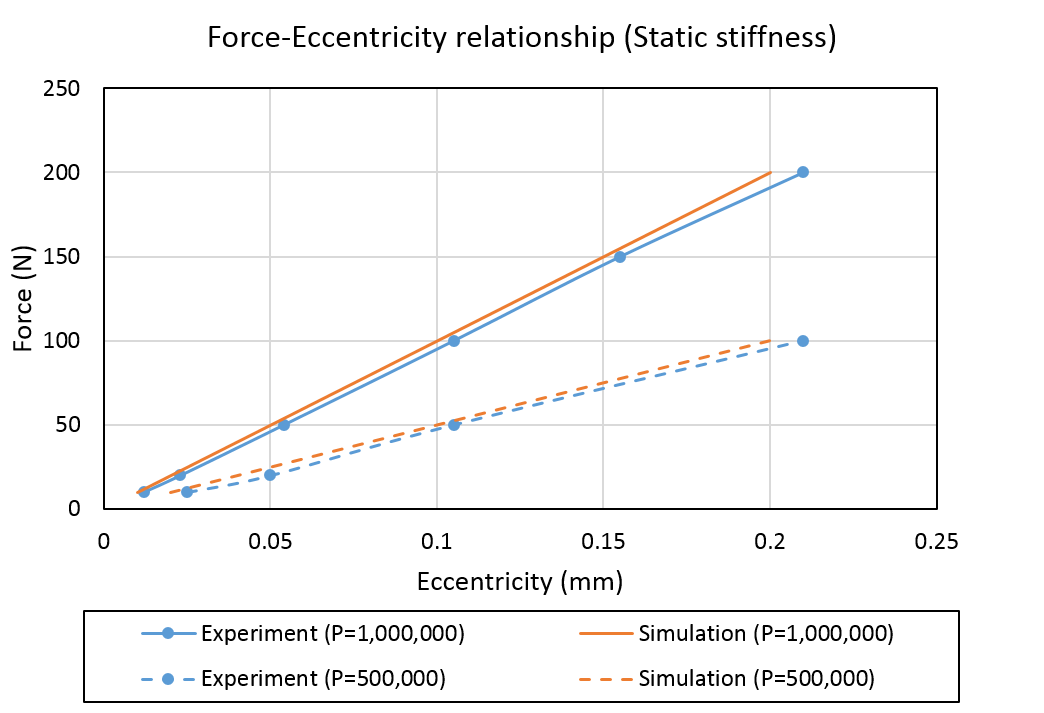 Force-Eccentricity relationship (Static stiffness)
250
200
150
100
50
0
Force (N)
0 0.05 0.1 0.15 0.2 0.25
Eccentricity (mm)
Experiment (P=1,000,000) Simulation (P=1,000,000)
Experiment (P=500,000) Simulation (P=500,000)